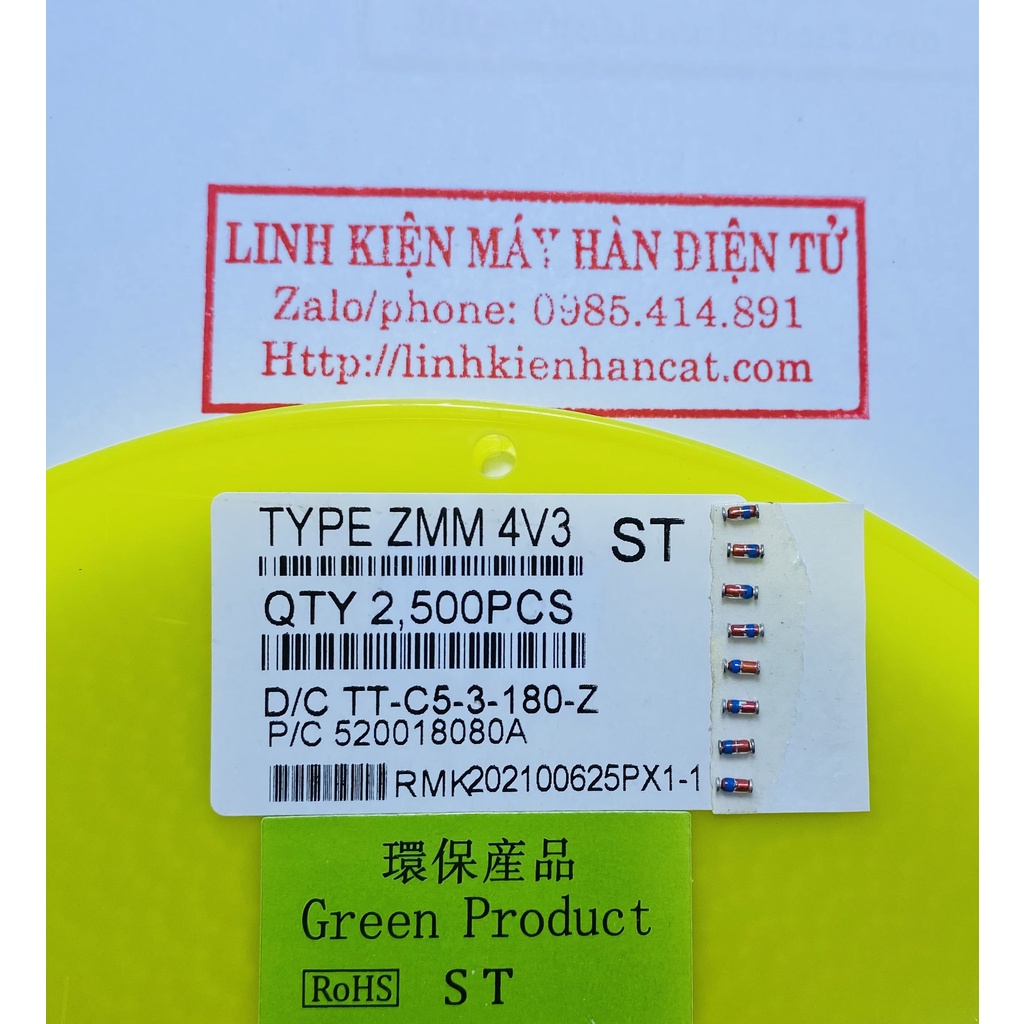 LINH KIỆN MÁY HÀN ĐIỆN TỬ
Zalo/phone: 0985.414.891
Http://linhkienhancat.com
TYPE ZMM 4V3
ST
QTY 2,500PCS
D/C TT-C5-3-180-Z
P/C 520018080A
RMK202100625PX1-1
環保産品
Green Product
RoHS ST